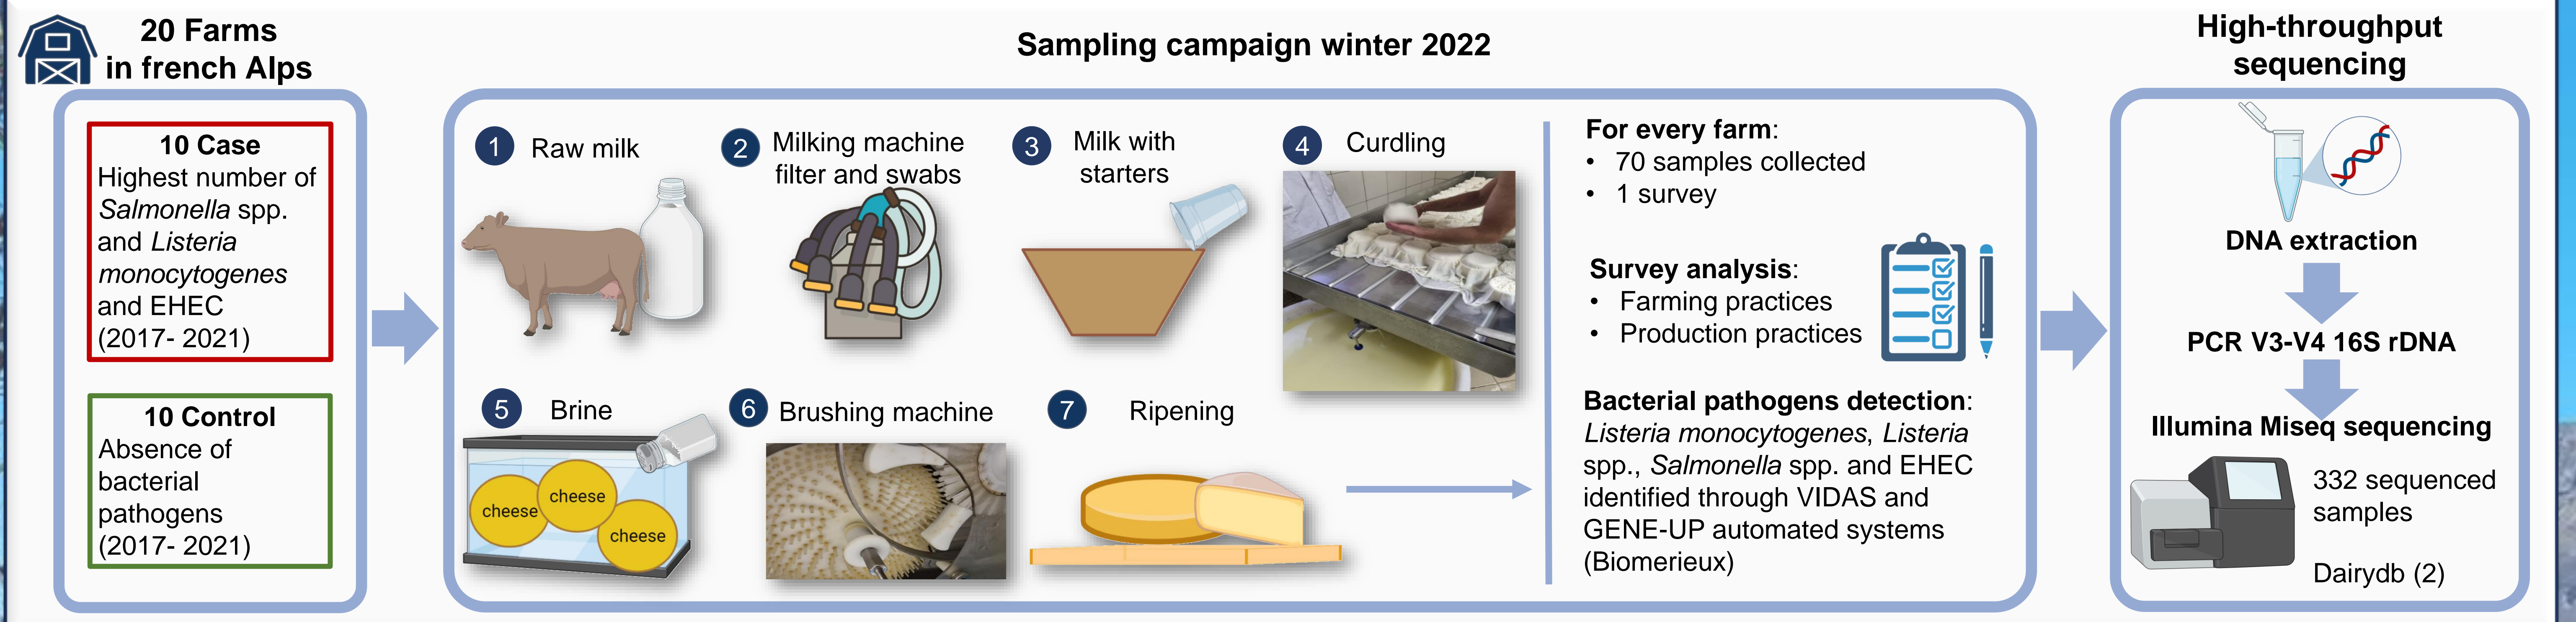 20 Farms
in french Alps
10 Case
Highest number of
Salmonella spp.
and Listeria
monocytogenes
and EHEC
(2017- 2021)
10 Control
Absence of
bacterial
pathogens
(2017- 2021)
Sampling campaign winter 2022
1 Raw milk
2 Milking machine
filter and swabs
3 Milk with
starters
4 Curdling
5 Brine
cheese
cheese
cheese
6 Brushing machine
7 Ripening
For every farm:
• 70 samples collected
• 1 survey
Survey analysis:
• Farming practices
• Production practices
Bacterial pathogens detection:
Listeria monocytogenes, Listeria
spp., Salmonella spp. and EHEC
identified through VIDAS and
GENE-UP automated systems
(Biomerieux)
High-throughput
sequencing
DNA extraction
PCR V3-V4 16S rDNA
Illumina Miseq sequencing
332 sequenced
samples
Dairydb (2)